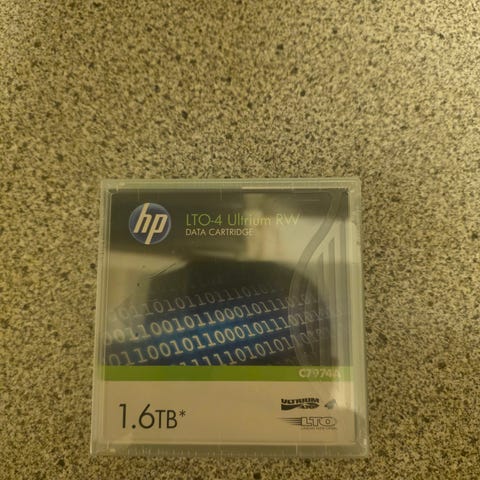 hp
LTO-4 Ultrium RW
DATA CARTRIDGE
C7974A
1.6TB*
ULTRIUM
LTO